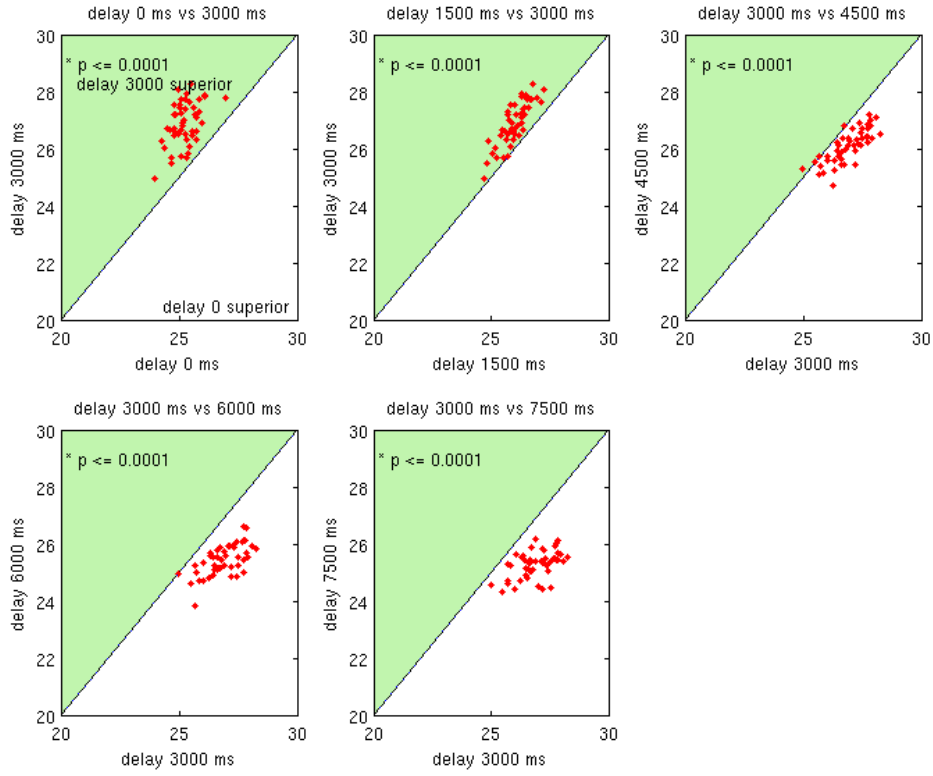 delay 0 ms vs 3000 ms
delay 3000 ms
30
28
26
24
22
20
* p <= 0.0001
delay 3000 superior
delay 0 superior
20 25 30
delay 0 ms
delay 1500 ms vs 3000 ms
delay 3000 ms
30
28
26
24
22
20
* p <= 0.0001
20 25 30
delay 1500 ms
delay 3000 ms vs 4500 ms
delay 4500 ms
30
28
26
24
22
20
* p <= 0.0001
20 25 30
delay 3000 ms
delay 3000 ms vs 6000 ms
delay 6000 ms
30
28
26
24
22
20
* p <= 0.0001
20 25 30
delay 3000 ms
delay 3000 ms vs 7500 ms
delay 7500 ms
30
28
26
24
22
20
* p <= 0.0001
20 25 30
delay 3000 ms